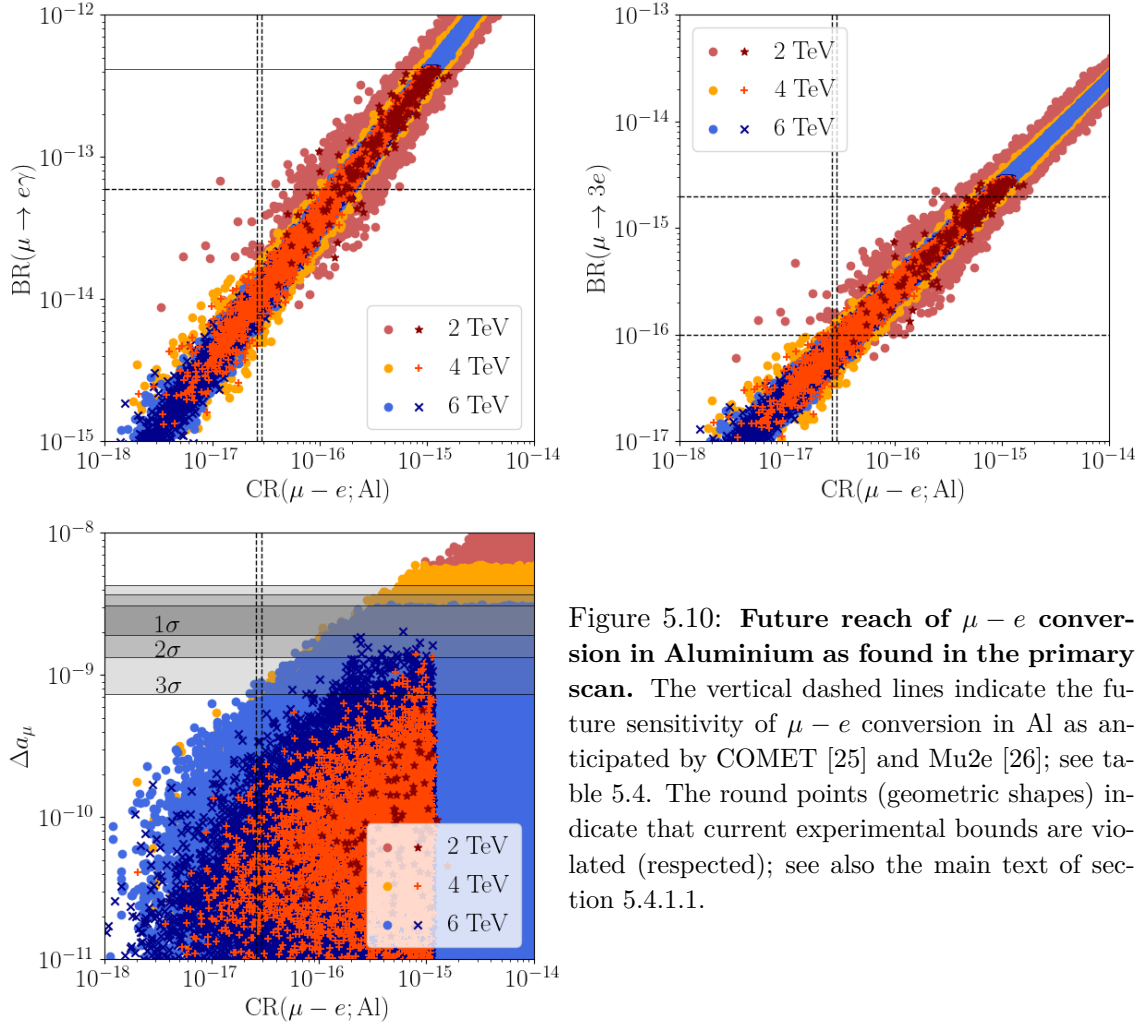 10⁻¹²
10⁻¹³
10⁻¹⁴
10⁻¹⁵
BR(μ → eγ)
2 TeV
4 TeV
6 TeV
10⁻¹⁸ 10⁻¹⁷ 10⁻¹⁶ 10⁻¹⁵ 10⁻¹⁴
CR(μ − e; Al)
10⁻¹³
10⁻¹⁴
10⁻¹⁵
10⁻¹⁶
10⁻¹⁷
BR(μ → 3e)
2 TeV
4 TeV
6 TeV
10⁻¹⁸ 10⁻¹⁷ 10⁻¹⁶ 10⁻¹⁵ 10⁻¹⁴
CR(μ − e; Al)
10⁻⁸
10⁻⁹
10⁻¹⁰
10⁻¹¹
Δaμ
1σ
2σ
3σ
2 TeV
4 TeV
6 TeV
10⁻¹⁸ 10⁻¹⁷ 10⁻¹⁶ 10⁻¹⁵ 10⁻¹⁴
CR(μ − e; Al)
Figure 5.10: Future reach of μ − e conver-
sion in Aluminium as found in the primary
scan. The vertical dashed lines indicate the fu-
ture sensitivity of μ − e conversion in Al as an-
ticipated by COMET [25] and Mu2e [26]; see ta-
ble 5.4. The round points (geometric shapes) in-
dicate that current experimental bounds are vio-
lated (respected); see also the main text of sec-
tion 5.4.1.1.